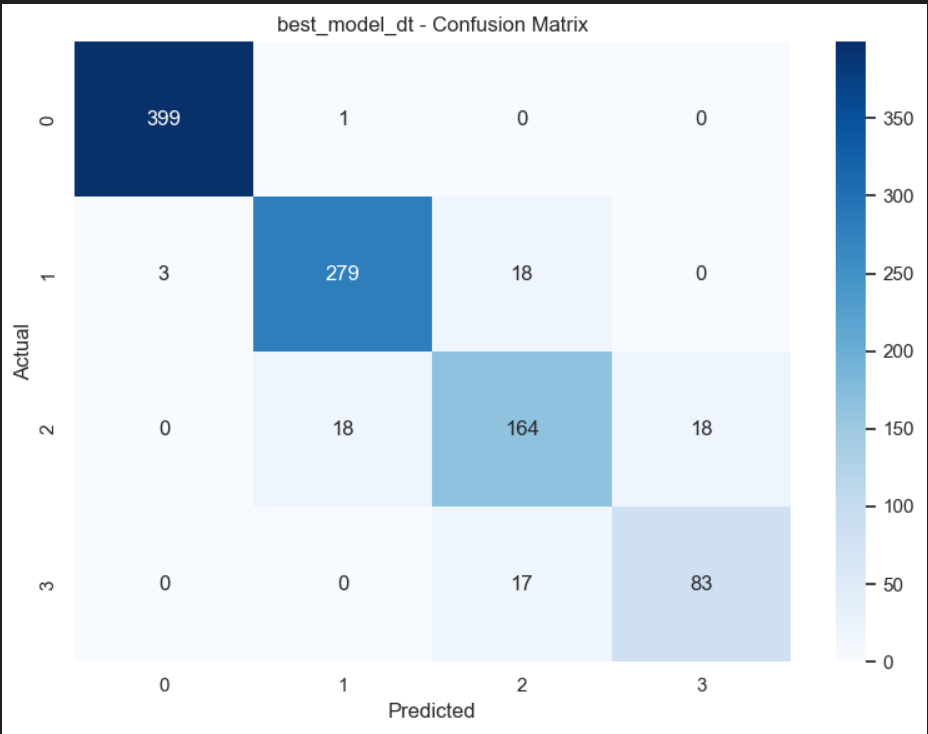 best_model_dt - Confusion Matrix
0 399 1 0 0
1 3 279 18 0
2 0 18 164 18
3 0 0 17 83
0 1 2 3
Actual
Predicted
350
300
250
200
150
100
50
0